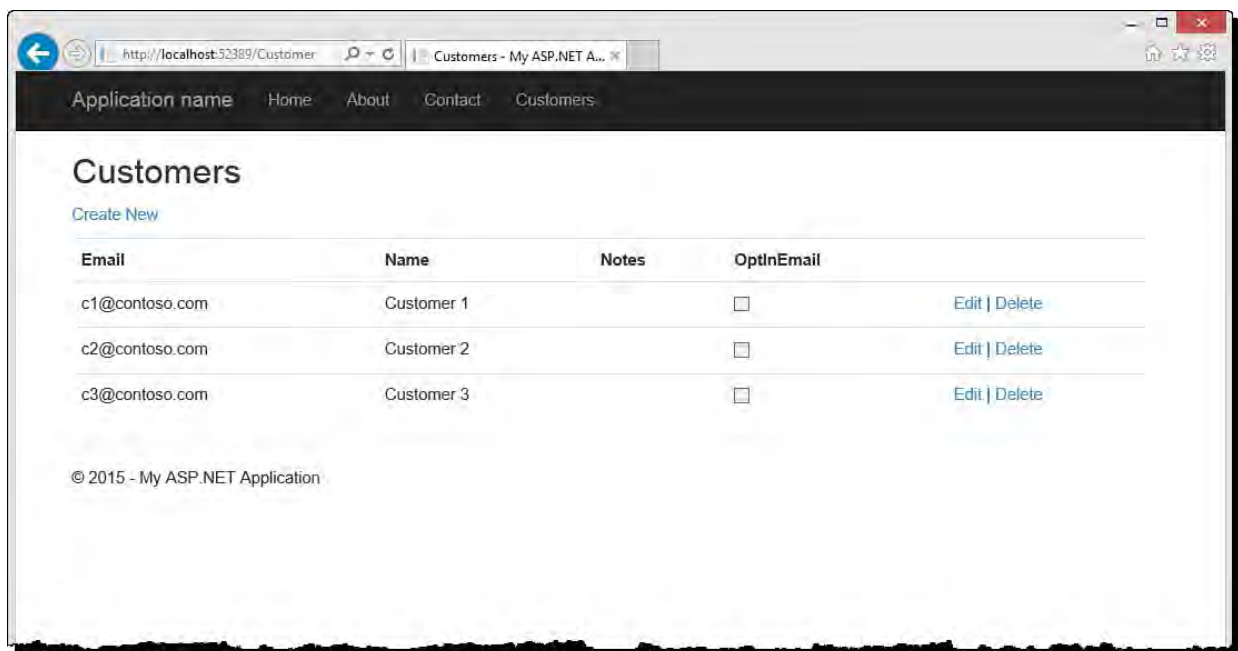 http://localhost:52389/Customer
Customers - My ASP.NET A...
Application name Home About Contact Customers
Customers
Create New
Email Name Notes OptInEmail
c1@contoso.com Customer 1 Edit | Delete
c2@contoso.com Customer 2 Edit | Delete
c3@contoso.com Customer 3 Edit | Delete
© 2015 - My ASP.NET Application